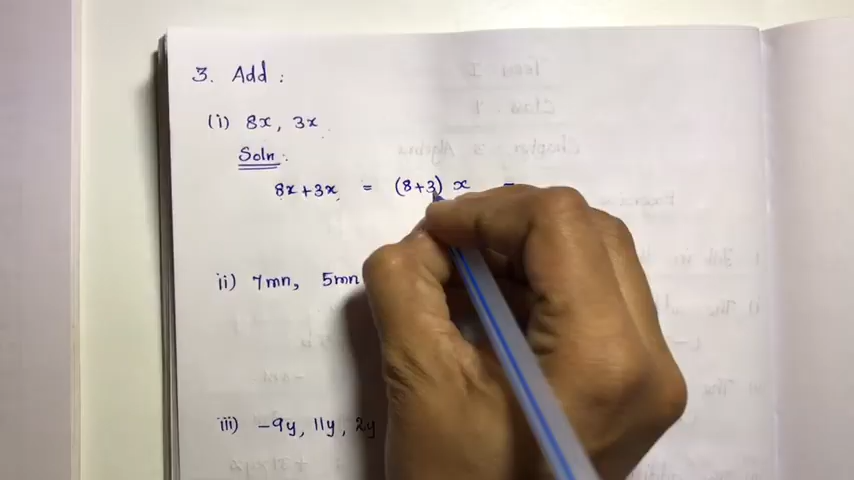 3. Add :
(i) 8x, 3x
Soln:
8x + 3x = (8+3) x =
ii) 7mn, 5mn
iii) -9y, 11y, 2y